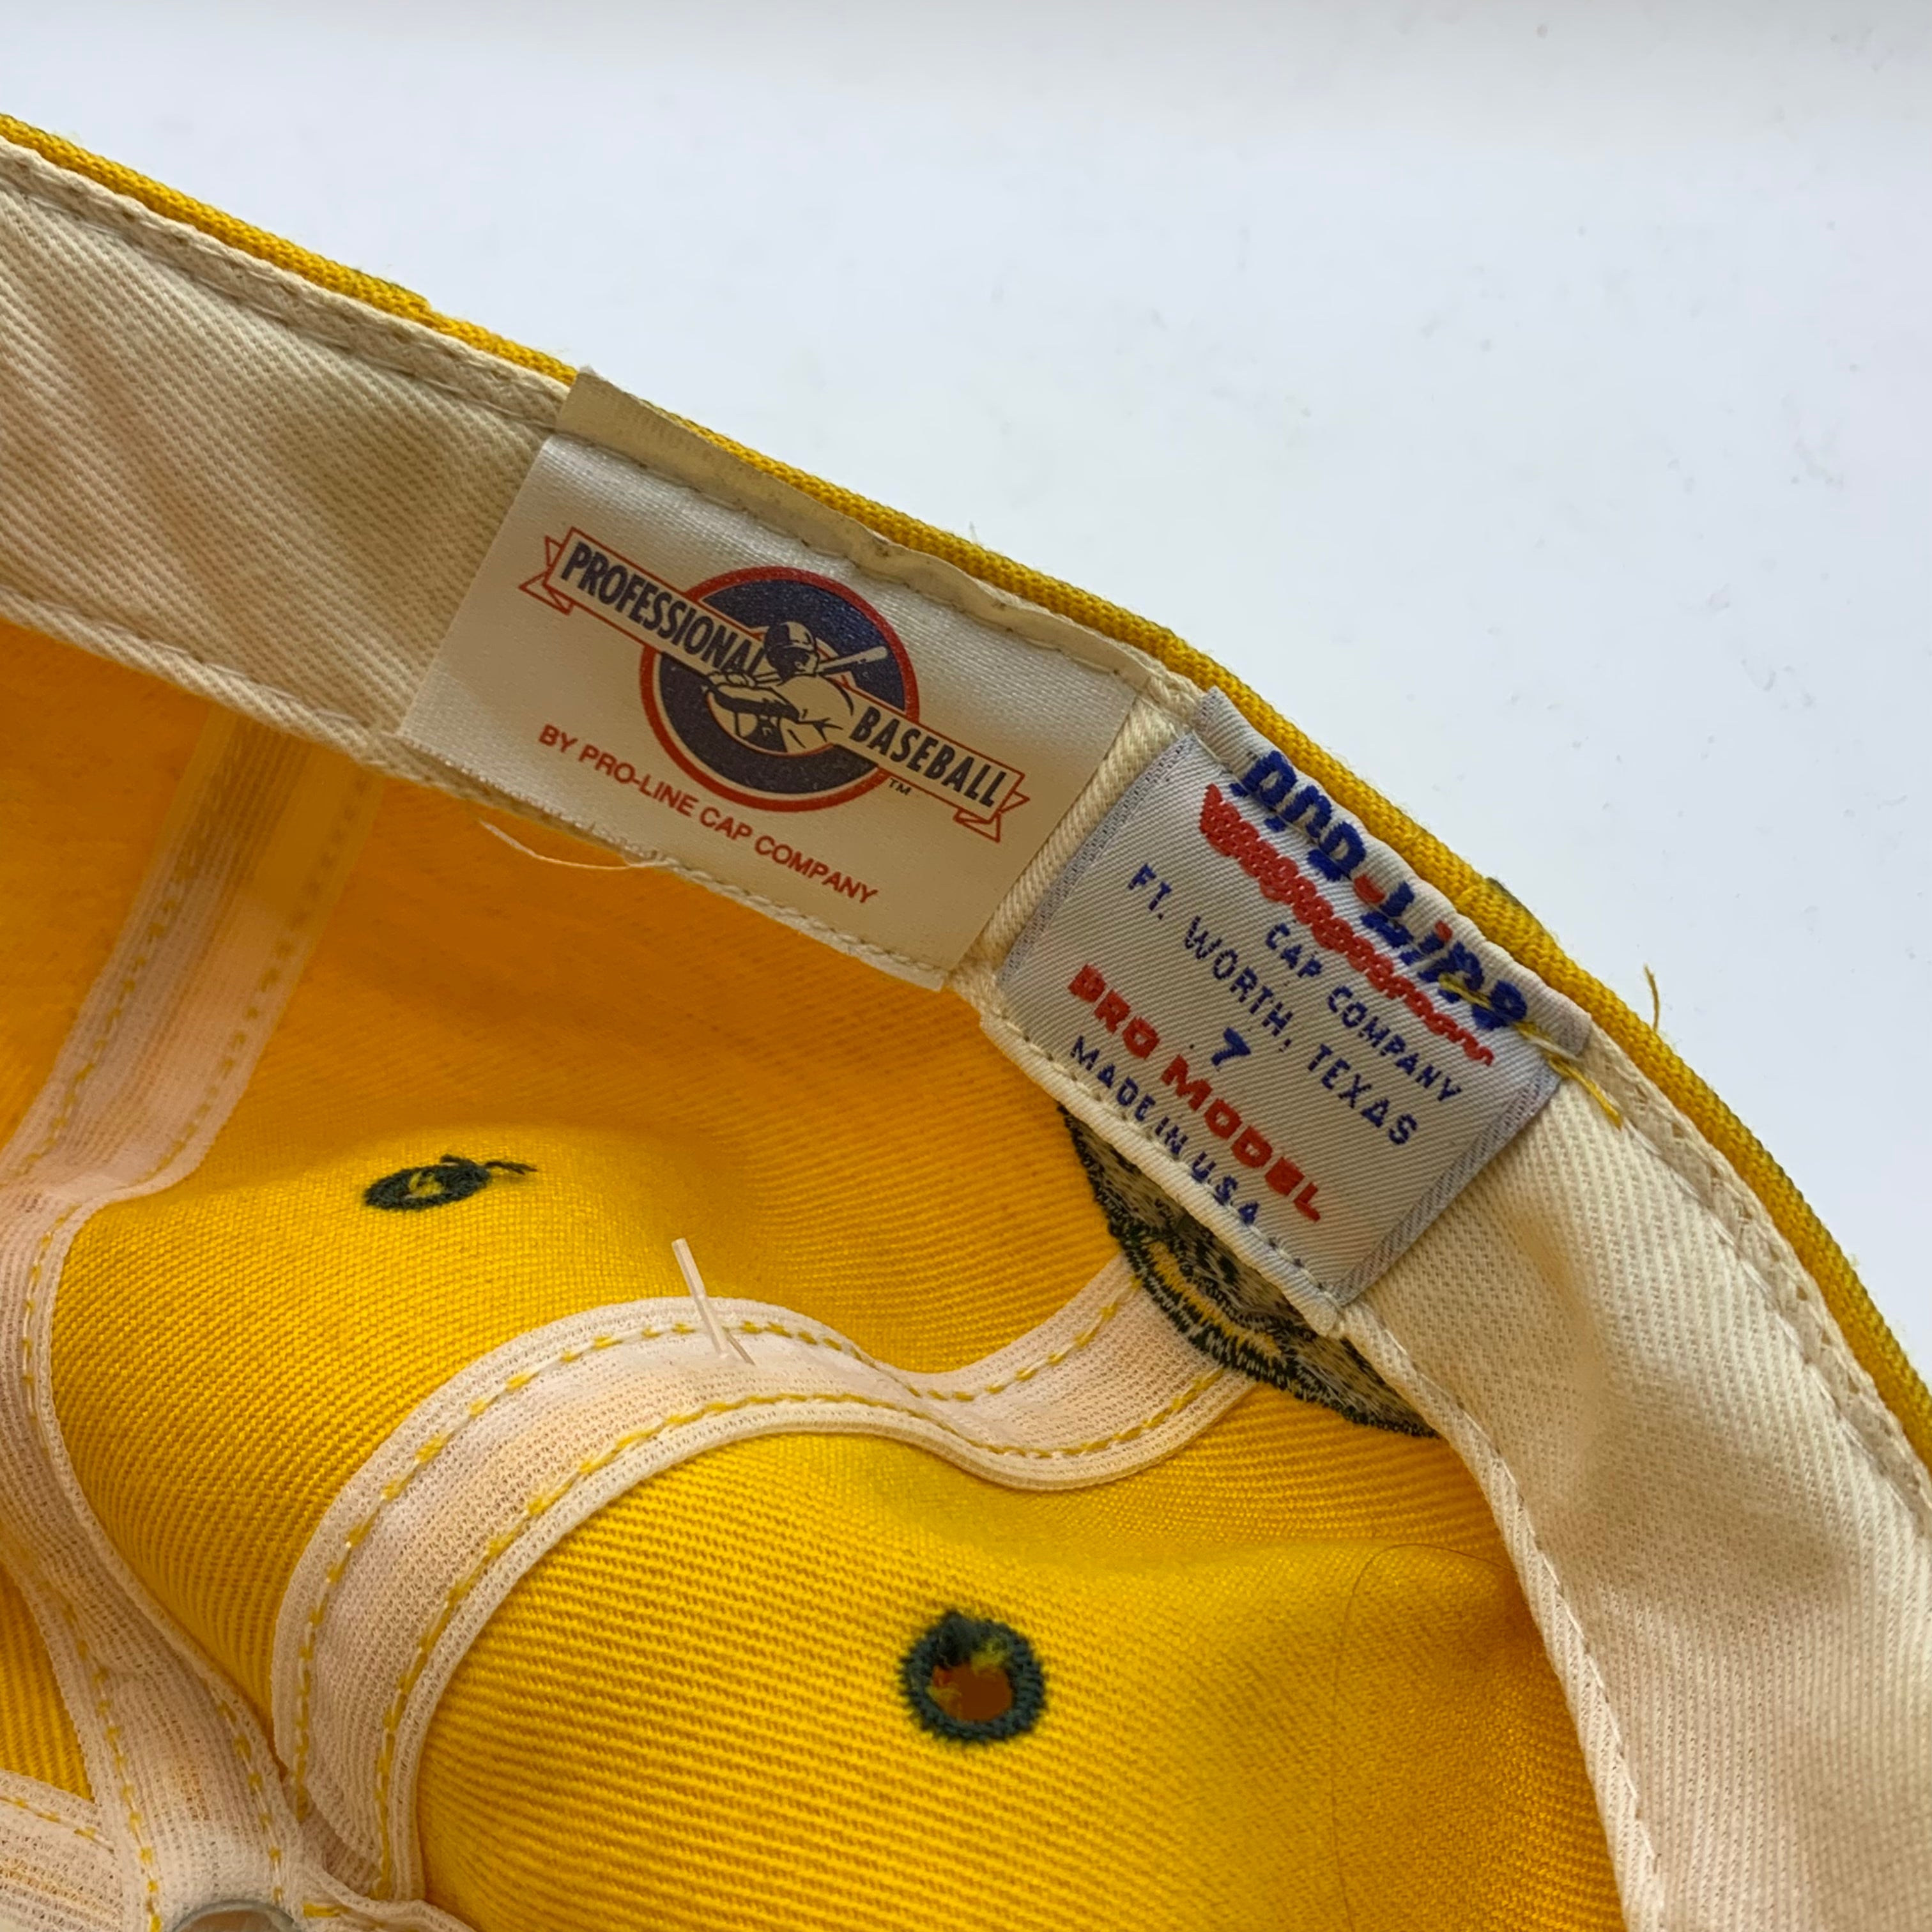 PROFESSIONAL BASEBALL
TM
BY PRO-LINE CAP COMPANY
Pro-Line
CAP COMPANY
FT. WORTH, TEXAS
7
PRO MODEL
MADE IN U.S.A.